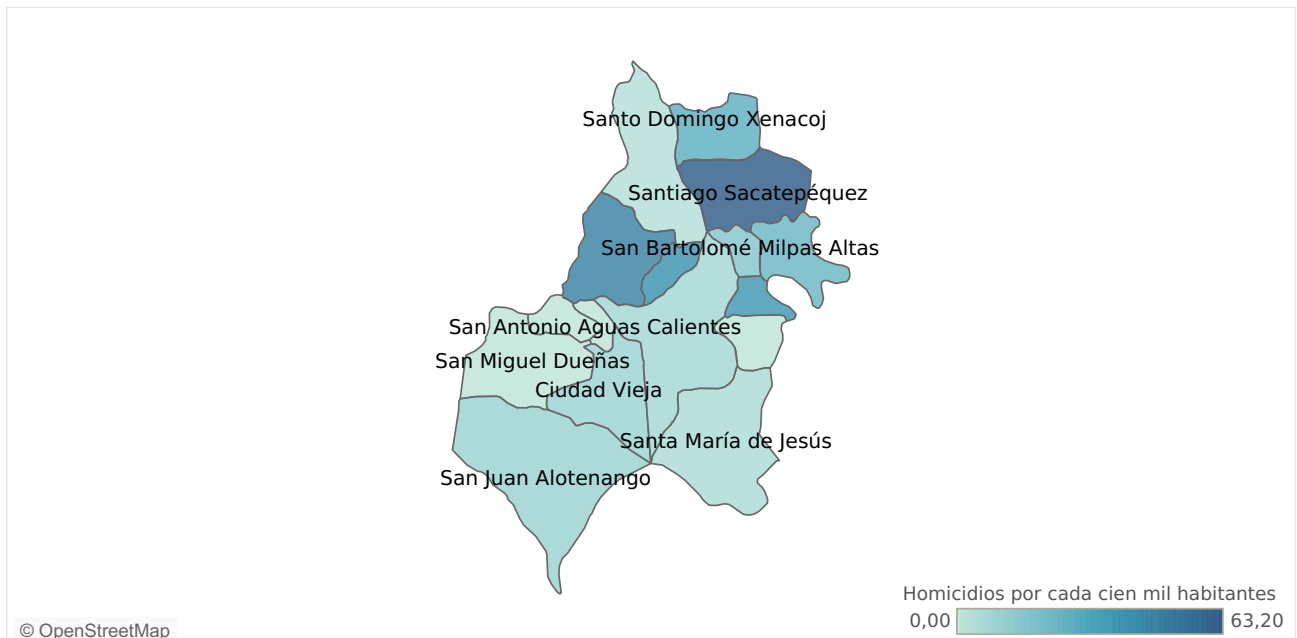 Santo Domingo Xenacoj
Santiago Sacatepéquez
San Bartolomé Milpas Altas
San Antonio Aguas Calientes
San Miguel Dueñas
Ciudad Vieja
Santa María de Jesús
San Juan Alotenango
Homicidios por cada cien mil habitantes
0,00 63,20
© OpenStreetMap